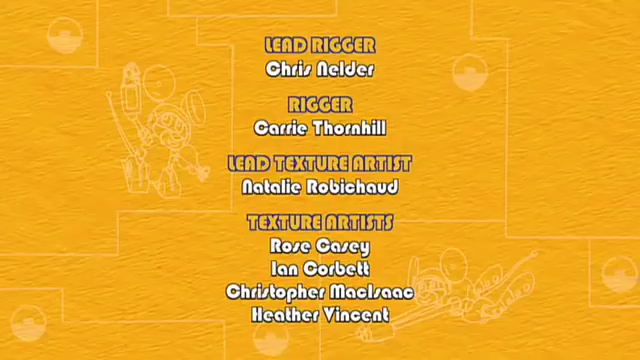 LEAD RIGGER
Chris Nelder
RIGGER
Carrie Thornhill
LEAD TEXTURE ARTIST
Natalie Robichaud
TEXTURE ARTISTS
Rose Casey
Ian Corbett
Christopher MacIsaac
Heather Vincent